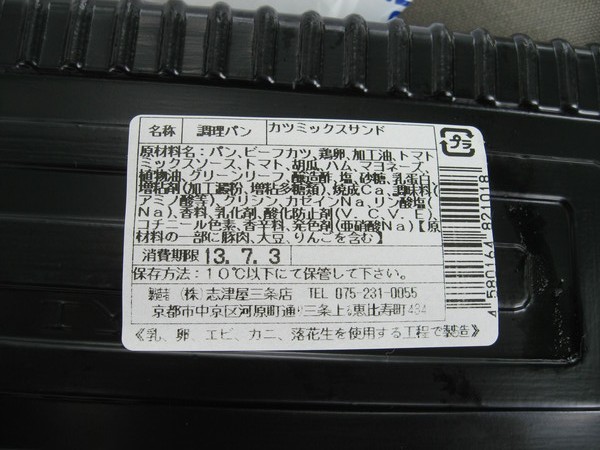 名称 調理パン カツミックスサンド
原材料名:パン、ビーフカツ、鶏卵、加工油、トマト
ミックスソース、トマト、胡瓜、ハム、マヨネーズ、
植物油、グリーンリーフ、醸造酢、塩、砂糖、乳蛋白
増粘剤(加工澱粉、増粘多糖類)、焼成Ca、調味料(
アミノ酸等)、グリシン、カゼインNa、リン酸塩(
Na)、香料、乳化剤、酸化防止剤(V.C、V.E)、
コチニール色素、香辛料、発色剤(亜硝酸Na)【原
材料の一部に豚肉、大豆、りんごを含む】
消費期限 13.7.3
保存方法:10℃以下にて保管して下さい。
製造者 (株)志津屋三条店 TEL 075-231-0055
京都市中京区河原町通り三条上る恵比寿町434
《乳、卵、エビ、カニ、落花生を使用する工程で製造》
プラ
4580164821018